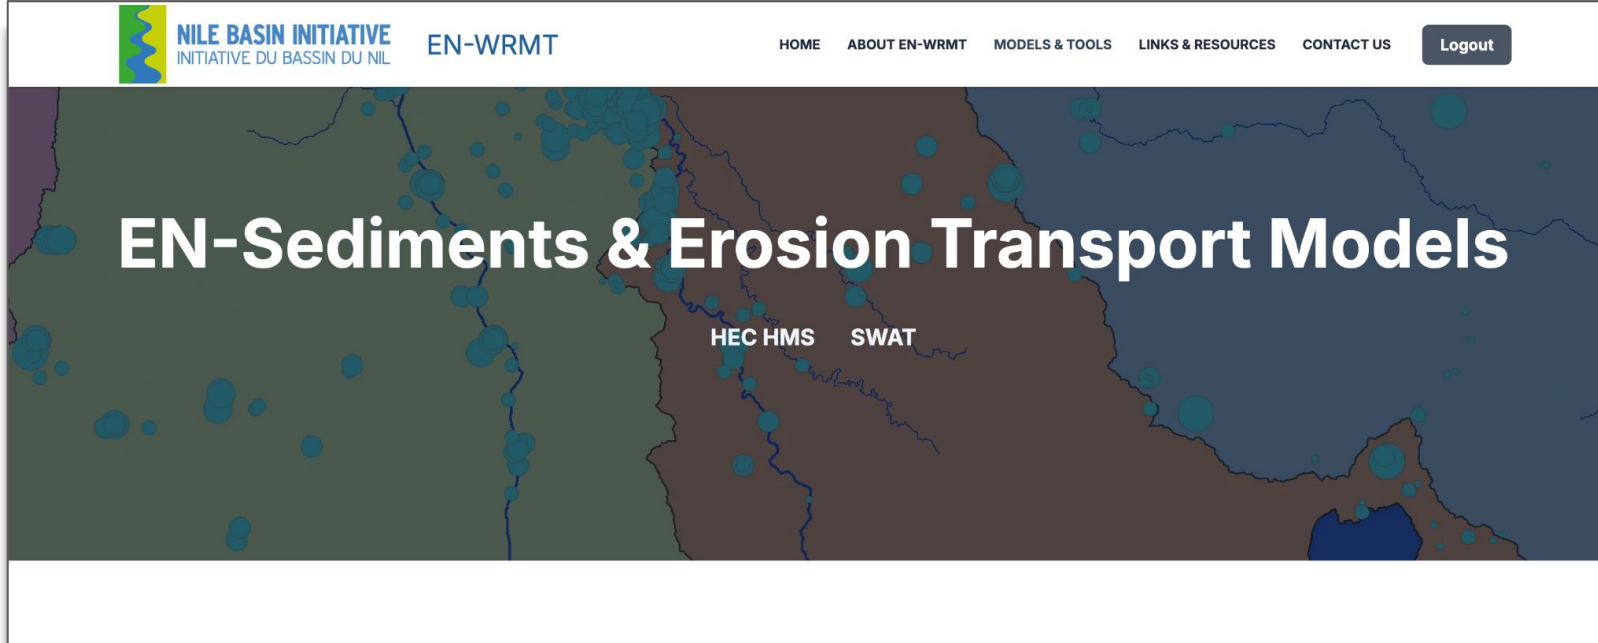 NILE BASIN INITIATIVE
INITIATIVE DU BASSIN DU NIL
EN-WRMT
HOME ABOUT EN-WRMT MODELS & TOOLS LINKS & RESOURCES CONTACT US Logout
EN-Sediments & Erosion Transport Models
HEC HMS SWAT